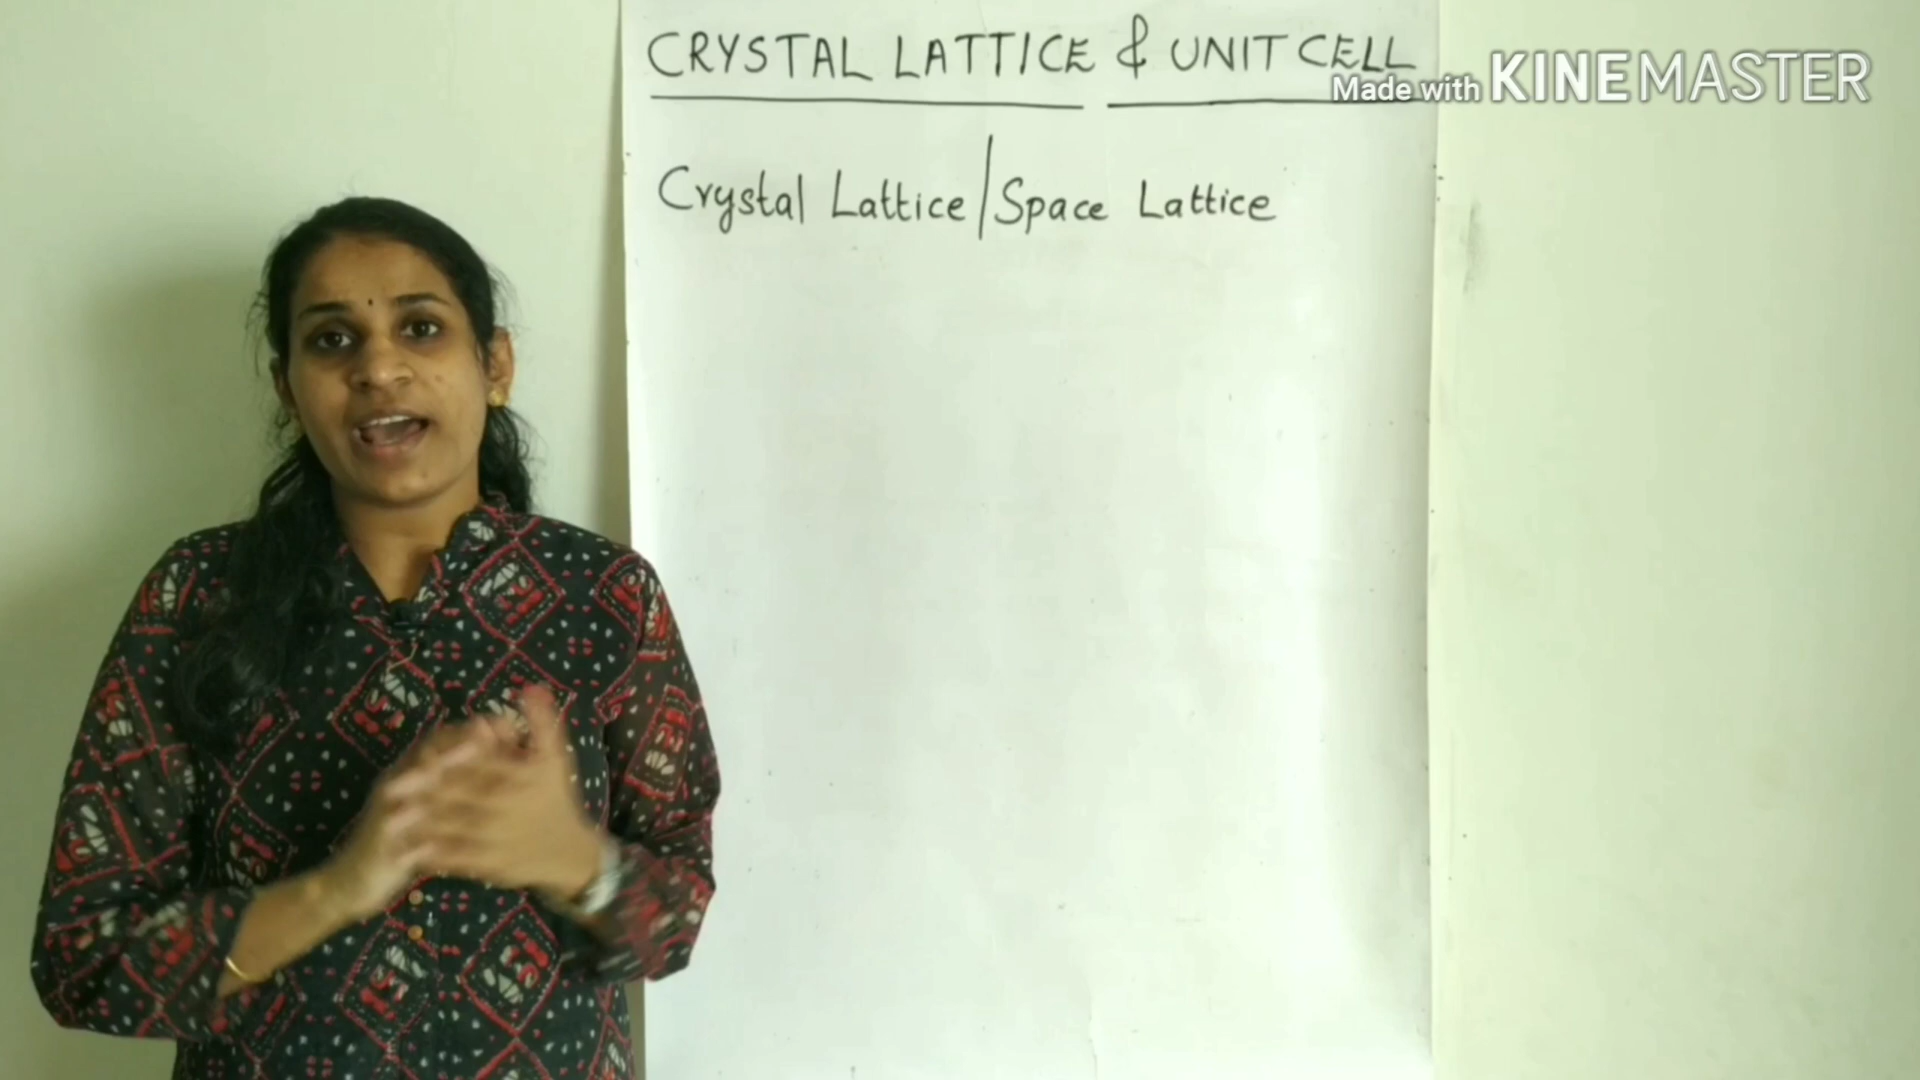 CRYSTAL LATTICE & UNIT CELL
Made with KINEMASTER
Crystal Lattice/Space Lattice